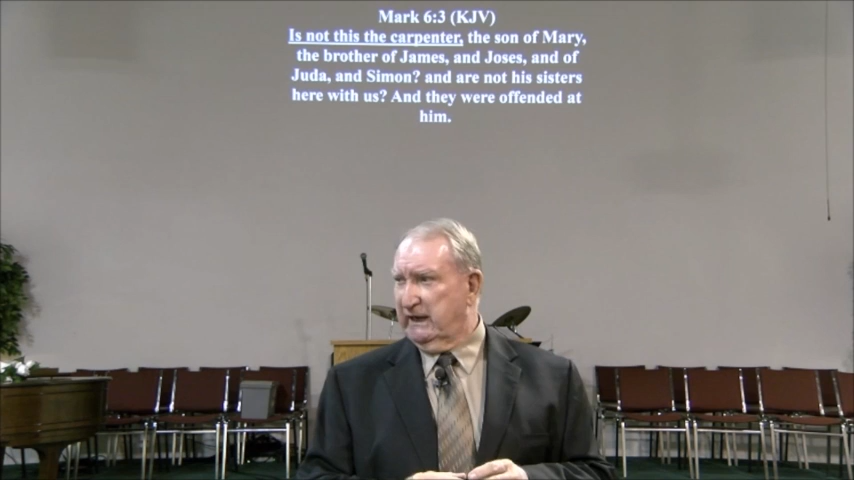 Mark 6:3 (KJV)
Is not this the carpenter, the son of Mary,
the brother of James, and Joses, and of
Juda, and Simon? and are not his sisters
here with us? And they were offended at
him.